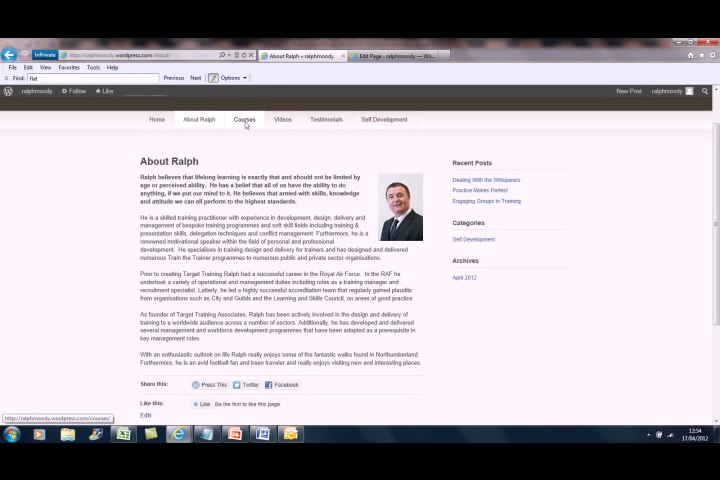 InPrivate http://ralphmoody.wordpress.com/about/
About Ralph « ralphmoody
Edit Page ‹ ralphmoody — Wo...
File Edit View Favorites Tools Help
Find: flat Previous Next Options
ralphmoody Follow Like New Post ralphmoody
Home About Ralph Courses Videos Testimonials Self Development
About Ralph
Ralph believes that lifelong learning is exactly that and should not be limited by
age or perceived ability. He has a belief that all of us have the ability to do
anything, if we put our mind to it. He believes that armed with skills, knowledge
and attitude we can all perform to the highest standards.
He is a skilled training practitioner with experience in development, design, delivery and
management of bespoke training programmes and soft skill fields including training &
presentation skills, delegation techniques and conflict management. Furthermore, he is a
renowned motivational speaker within the field of personal and professional
development. He specialises in training design and delivery for trainers and has designed and delivered
numerous Train the Trainer programmes to numerous public and private sector organisations.
Prior to creating Target Training Ralph had a successful career in the Royal Air Force. In the RAF he
undertook a variety of operational and management duties including roles as a training manager and
recruitment specialist. Latterly, he led a highly successful accreditation team that regularly gained plaudits
from organisations such as City and Guilds and the Learning and Skills Council, on areas of good practice.
As founder of Target Training Associates, Ralph has been actively involved in the design and delivery of
training to a worldwide audience across a number of sectors. Additionally, he has developed and delivered
several management and workforce development programmes that have been adopted as a prerequisite in
key management roles.
With an enthusiastic outlook on life Ralph really enjoys some of the fantastic walks found in Northumberland.
Furthermore, he is an avid football fan and keen traveler and really enjoys visiting new and interesting places.
Share this: Press This Twitter Facebook
Like this: Like Be the first to like this page.
Edit
Recent Posts
Dealing With the Whisperers
Practice Makes Perfect
Engaging Groups in Training
Categories
Self Development
Archives
April 2012
http://ralphmoody.wordpress.com/courses/
12:54
17/04/2012